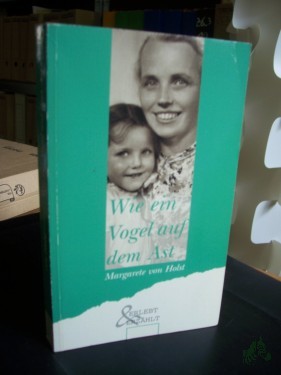 Wie ein
Vogel auf
dem Ast
Margarete von Holst
ERLEBT
& ERZÄHLT